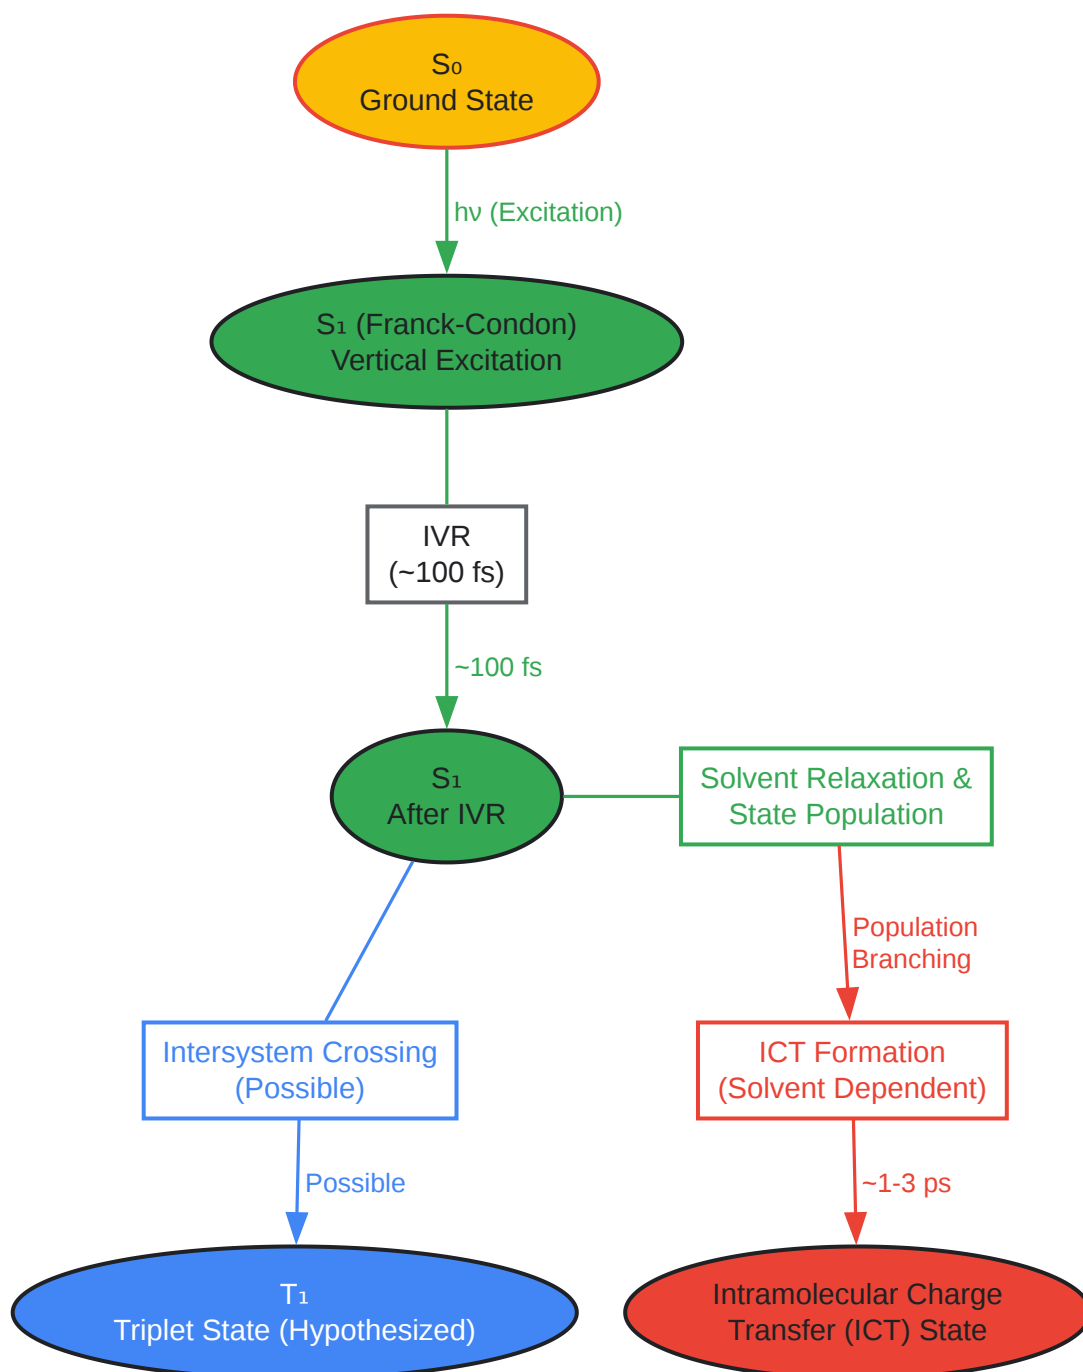 S₀
Ground State
hν (Excitation)
S₁ (Franck-Condon)
Vertical Excitation
IVR
(~100 fs)
~100 fs
S₁
After IVR
Solvent Relaxation &
State Population
Population
Branching
Intersystem Crossing
(Possible)
ICT Formation
(Solvent Dependent)
Possible
~1-3 ps
T₁
Triplet State (Hypothesized)
Intramolecular Charge
Transfer (ICT) State